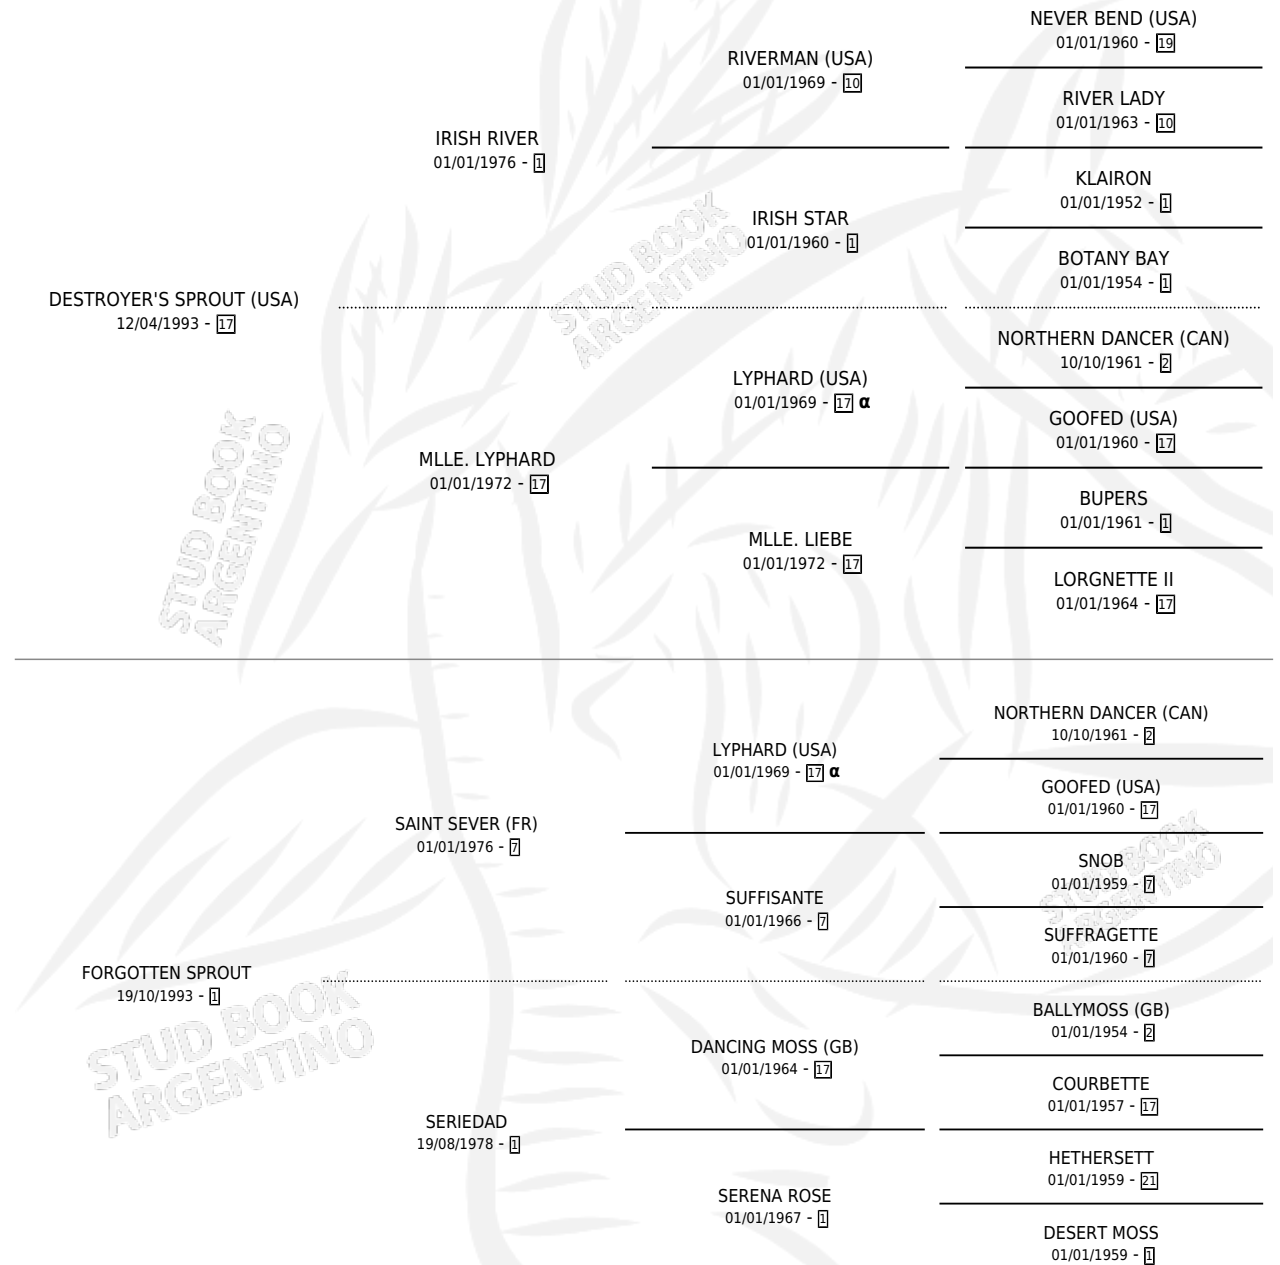 NEVER BEND (USA)
01/01/1960 - 19
RIVERMAN (USA)
01/01/1969 - 10
RIVER LADY
01/01/1963 - 10
IRISH RIVER
01/01/1976 - 1
KLAIRON
01/01/1952 - 1
IRISH STAR
01/01/1960 - 1
BOTANY BAY
01/01/1954 - 1
DESTROYER'S SPROUT (USA)
12/04/1993 - 17
NORTHERN DANCER (CAN)
10/10/1961 - 2
LYPHARD (USA)
01/01/1969 - 17 α
GOOFED (USA)
01/01/1960 - 17
MLLE. LYPHARD
01/01/1972 - 17
BUPERS
01/01/1961 - 1
MLLE. LIEBE
01/01/1972 - 17
LORGNETTE II
01/01/1964 - 17
NORTHERN DANCER (CAN)
10/10/1961 - 2
LYPHARD (USA)
01/01/1969 - 17 α
GOOFED (USA)
01/01/1960 - 17
SAINT SEVER (FR)
01/01/1976 - 7
SNOB
01/01/1959 - 7
SUFFISANTE
01/01/1966 - 7
SUFFRAGETTE
01/01/1960 - 7
FORGOTTEN SPROUT
19/10/1993 - 1
BALLYMOSS (GB)
01/01/1954 - 2
DANCING MOSS (GB)
01/01/1964 - 17
COURBETTE
01/01/1957 - 17
SERIEDAD
19/08/1978 - 1
HETHERSETT
01/01/1959 - 21
SERENA ROSE
01/01/1967 - 1
DESERT MOSS
01/01/1959 - 1
STUD BOOK
ARGENTINO
STUD BOOK
ARGENTINO
STUD BOOK
ARGENTINO
STUD BOOK
ARGENTINO